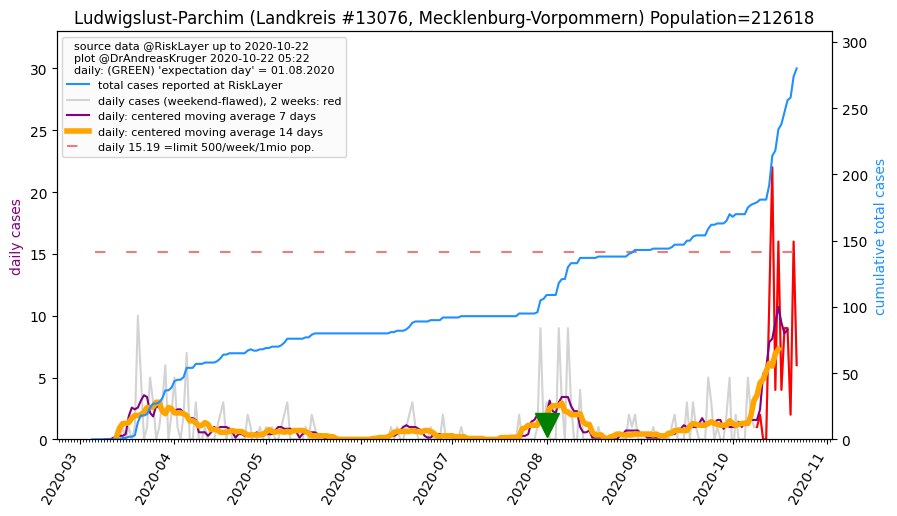 Ludwigslust-Parchim (Landkreis #13076, Mecklenburg-Vorpommern) Population=212618
source data @RiskLayer up to 2020-10-22
plot @DrAndreasKruger 2020-10-22 05:22
daily: (GREEN) 'expectation day' = 01.08.2020
total cases reported at RiskLayer
daily cases (weekend-flawed), 2 weeks: red
daily: centered moving average 7 days
daily: centered moving average 14 days
daily 15.19 =limit 500/week/1mio pop.
daily cases
30
25
20
15
10
5
0
cumulative total cases
300
250
200
150
100
50
0
2020-03
2020-04
2020-05
2020-06
2020-07
2020-08
2020-09
2020-10
2020-11